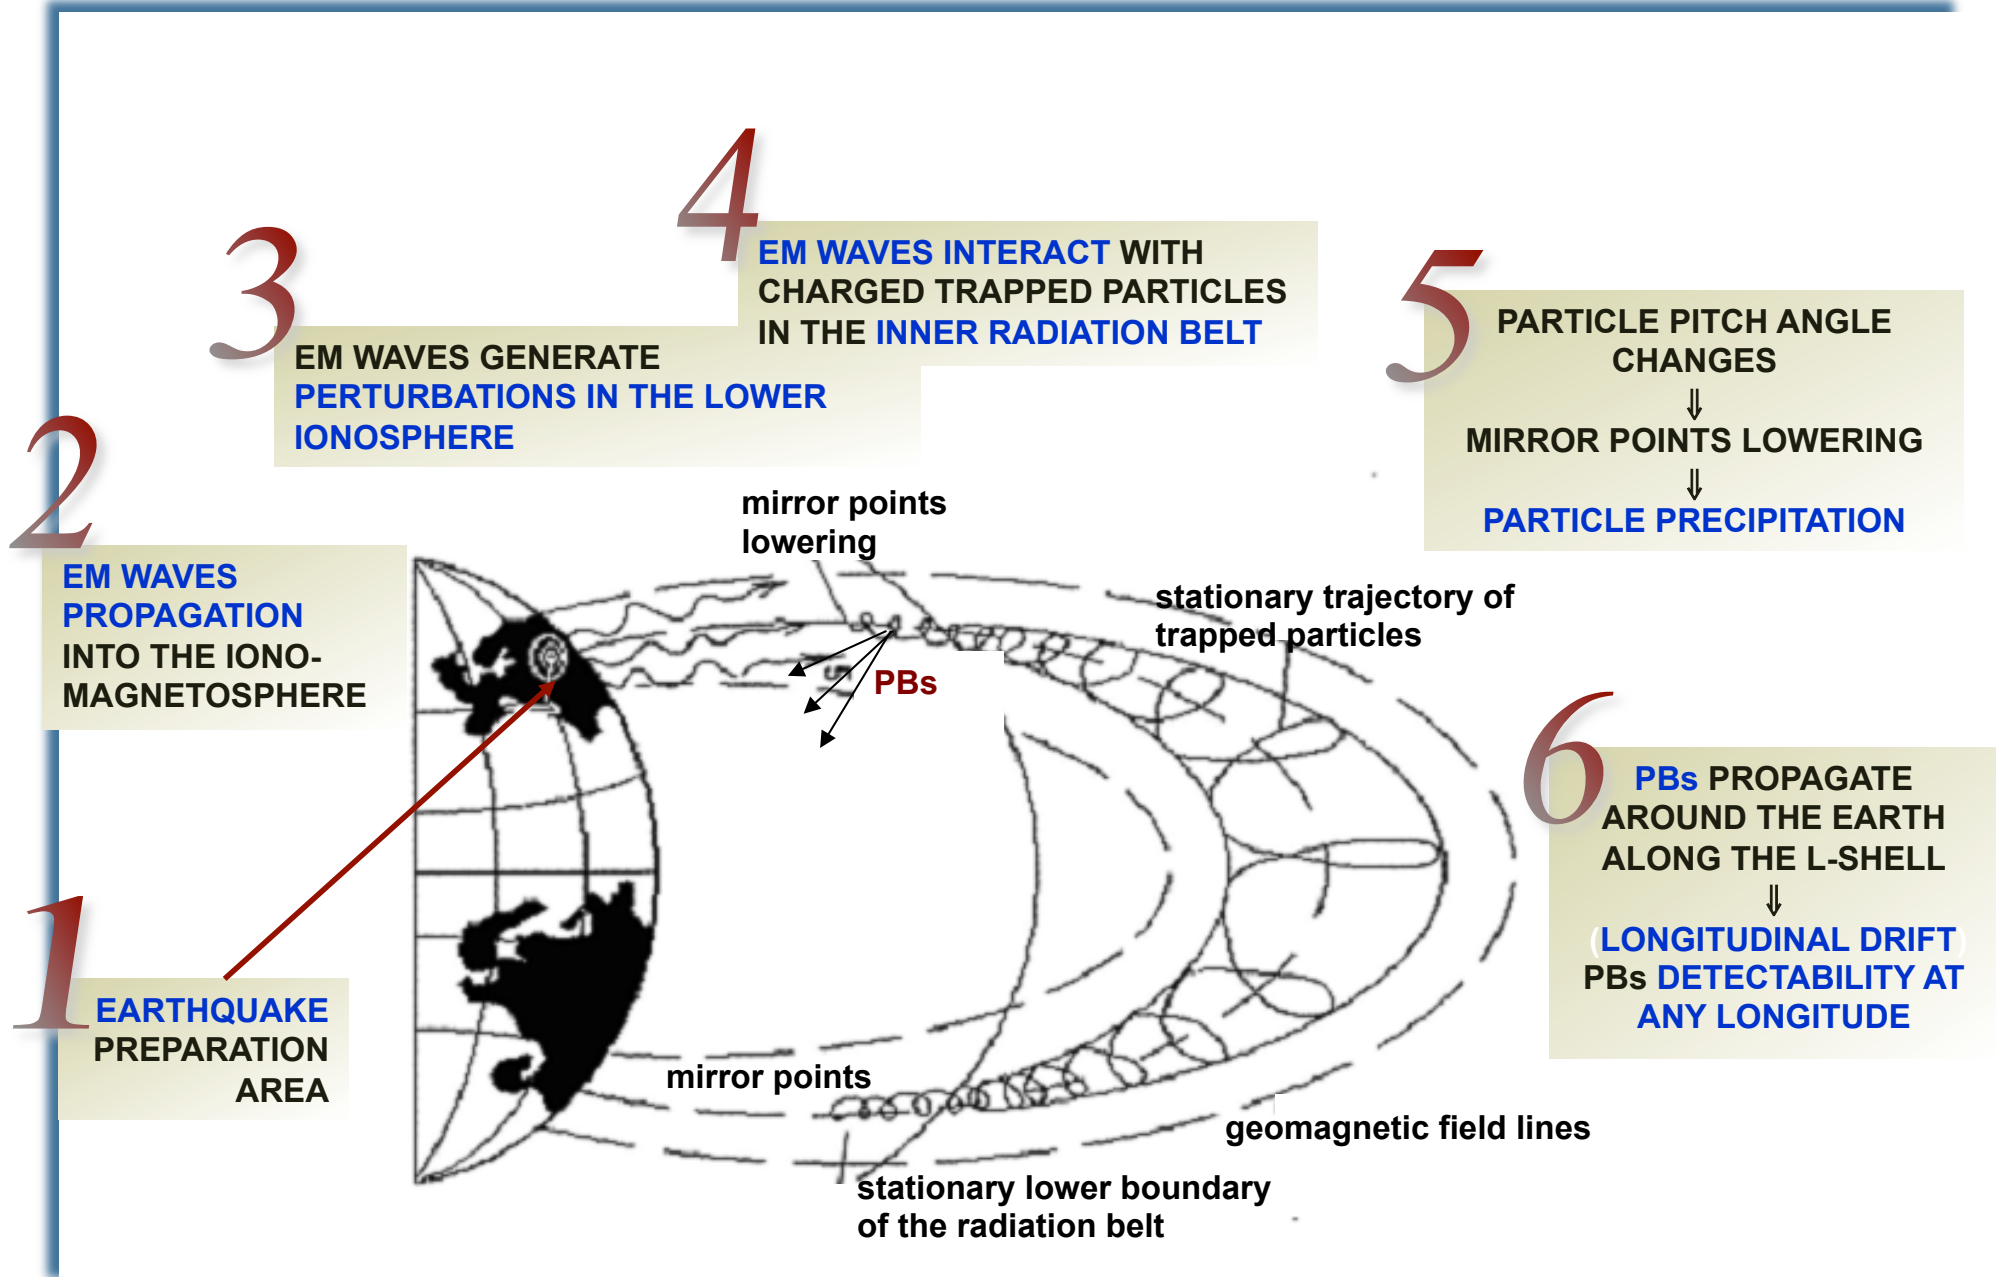 1
EARTHQUAKE
PREPARATION
AREA
2
EM WAVES
PROPAGATION
INTO THE IONO-
MAGNETOSPHERE
3
EM WAVES GENERATE
PERTURBATIONS IN THE LOWER
IONOSPHERE
4
EM WAVES INTERACT WITH
CHARGED TRAPPED PARTICLES
IN THE INNER RADIATION BELT
5
PARTICLE PITCH ANGLE
CHANGES
⇓
MIRROR POINTS LOWERING
⇓
PARTICLE PRECIPITATION
6
PBs PROPAGATE
AROUND THE EARTH
ALONG THE L-SHELL
⇓
(LONGITUDINAL DRIFT)
PBs DETECTABILITY AT
ANY LONGITUDE
mirror points
lowering
stationary trajectory of
trapped particles
PBs
mirror points
geomagnetic field lines
stationary lower boundary
of the radiation belt